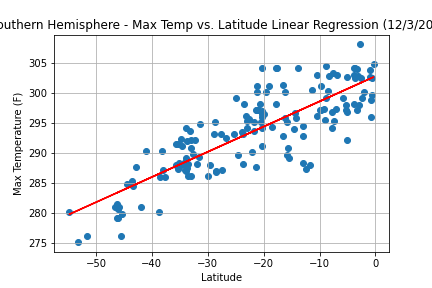 outhern Hemisphere - Max Temp vs. Latitude Linear Regression (12/3/20
Max Temperature (F)
305
300
295
290
285
280
275
−50 −40 −30 −20 −10 0
Latitude